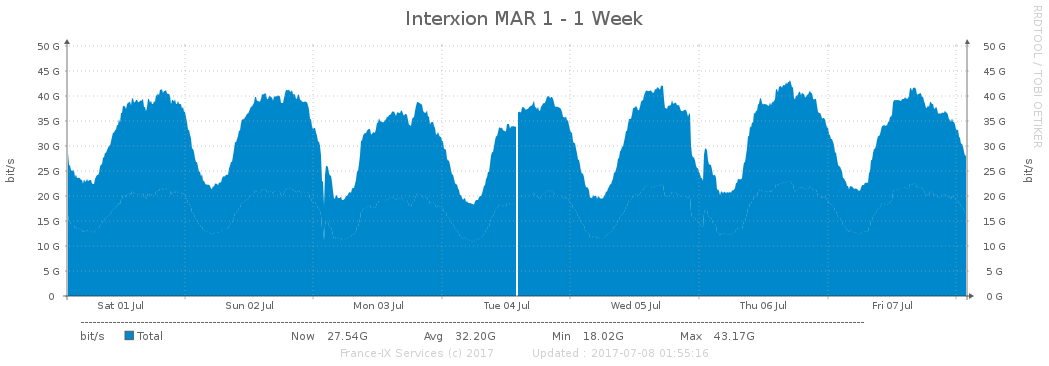 Interxion MAR 1 - 1 Week
RRDTOOL / TOBI OETIKER
bit/s
50 G 50 G
45 G 45 G
40 G 40 G
35 G 35 G
30 G 30 G
25 G 25 G
20 G 20 G
15 G 15 G
10 G 10 G
5 G 5 G
0 0 G
bit/s
Sat 01 Jul Sun 02 Jul Mon 03 Jul Tue 04 Jul Wed 05 Jul Thu 06 Jul Fri 07 Jul
bit/s Total Now 27.54G Avg 32.20G Min 18.02G Max 43.17G
France-IX Services (c) 2017 Updated : 2017-07-08 01:55:16